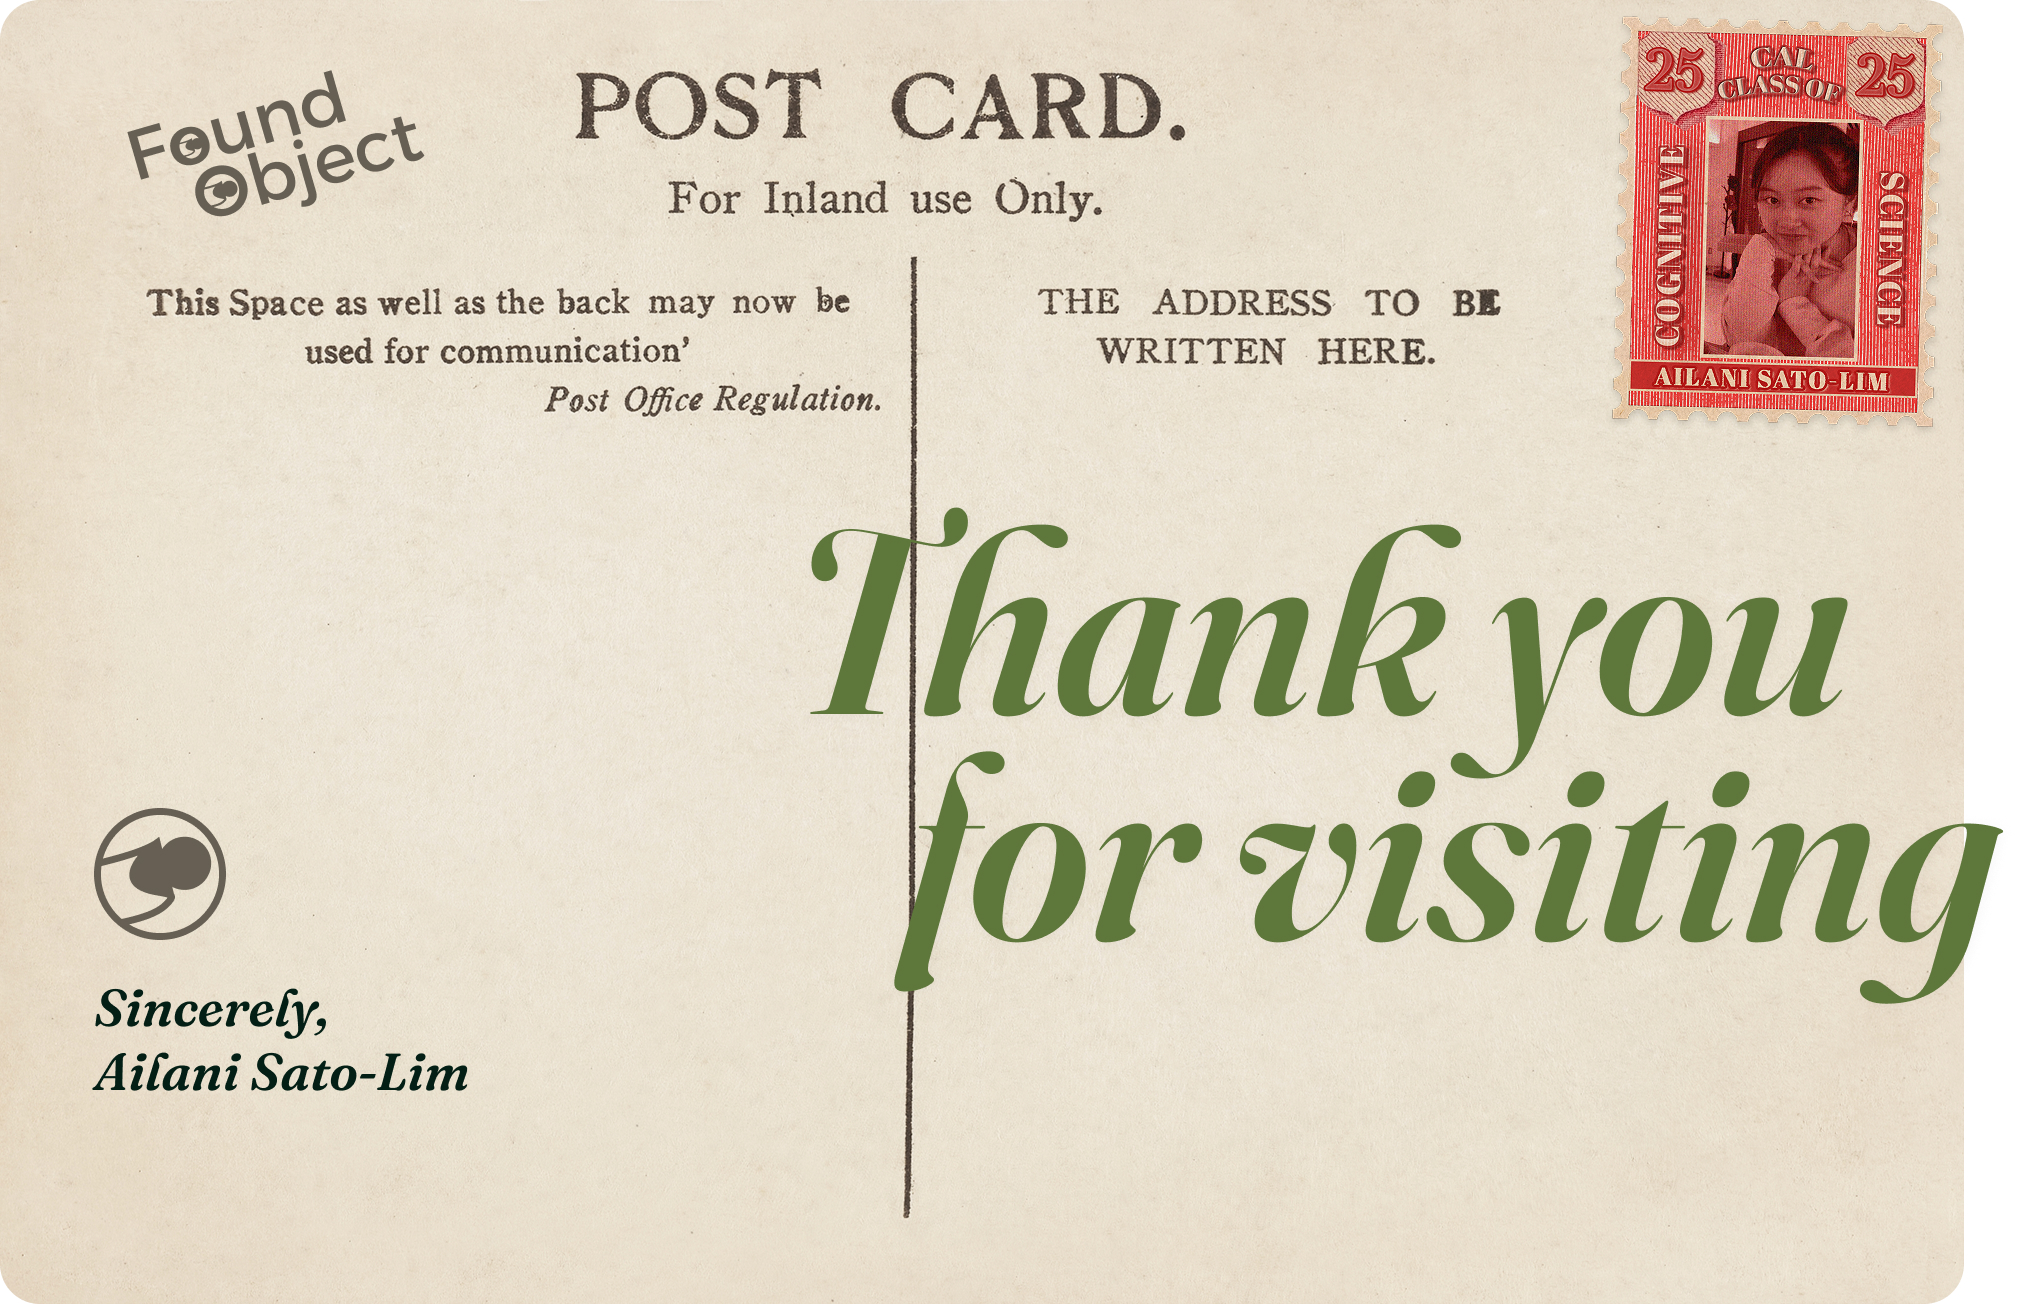 Found
Object
POST CARD.
For Inland use Only.
This Space as well as the back may now be
used for communication’
Post Office Regulation.
THE ADDRESS TO BE
WRITTEN HERE.
25 CAL 25
CLASS OF
COGNITIVE
SCIENCE
AILANI SATO-LIM
Thank you
for visiting
Sincerely,
Ailani Sato-Lim